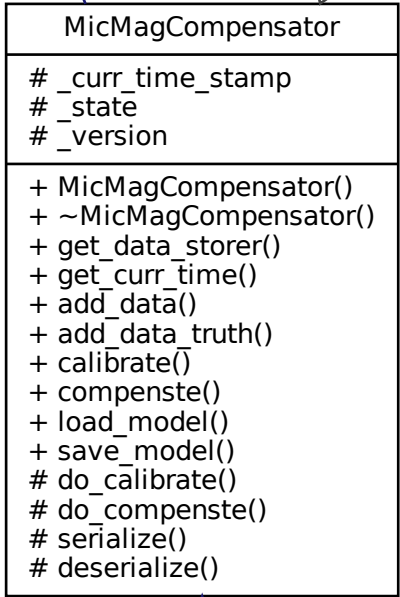 MicMagCompensator
# _curr_time_stamp
# _state
# _version
+ MicMagCompensator()
+ ~MicMagCompensator()
+ get_data_storer()
+ get_curr_time()
+ add_data()
+ add_data_truth()
+ calibrate()
+ compenste()
+ load_model()
+ save_model()
# do_calibrate()
# do_compenste()
# serialize()
# deserialize()